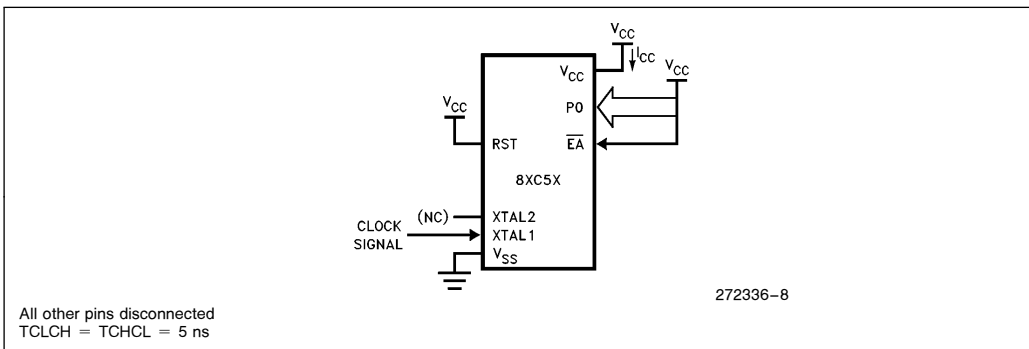 VCC
ICC
VCC
VCC
P0
VCC
RST
EA
8XC5X
(NC)
XTAL2
CLOCK
SIGNAL
XTAL1
VSS
272336–8
All other pins disconnected
TCLCH = TCHCL = 5 ns